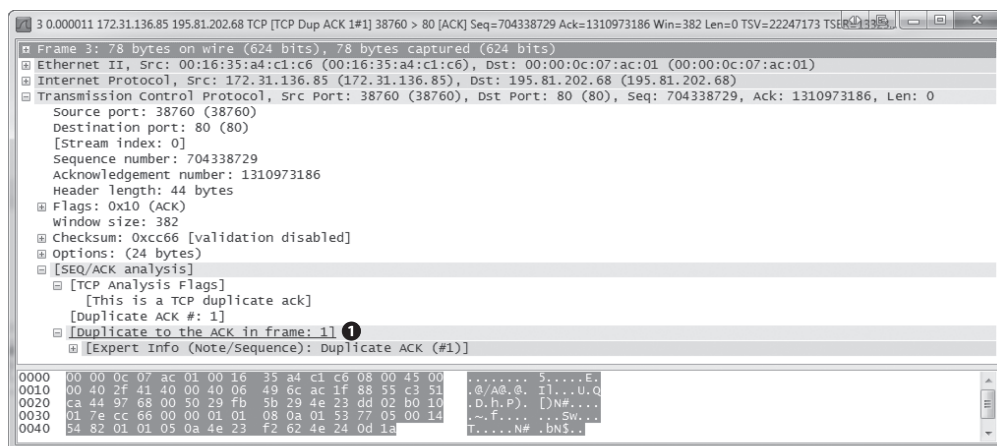 3 0.000011 172.31.136.85 195.81.202.68 TCP [TCP Dup ACK 1#1] 38760 > 80 [ACK] Seq=704338729 Ack=1310973186 Win=382 Len=0 TSV=22247173
Frame 3: 78 bytes on wire (624 bits), 78 bytes captured (624 bits)
Ethernet II, Src: 00:16:35:a4:c1:c6 (00:16:35:a4:c1:c6), Dst: 00:00:0c:07:ac:01 (00:00:0c:07:ac:01)
Internet Protocol, Src: 172.31.136.85 (172.31.136.85), Dst: 195.81.202.68 (195.81.202.68)
Transmission Control Protocol, Src Port: 38760 (38760), Dst Port: 80 (80), Seq: 704338729, Ack: 1310973186, Len: 0
Source port: 38760 (38760)
Destination port: 80 (80)
[Stream index: 0]
Sequence number: 704338729
Acknowledgement number: 1310973186
Header length: 44 bytes
Flags: 0x10 (ACK)
Window size: 382
Checksum: 0xcc66 [validation disabled]
Options: (24 bytes)
[SEQ/ACK analysis]
[TCP Analysis Flags]
[This is a TCP duplicate ack]
[Duplicate ACK #: 1]
[Duplicate to the ACK in frame: 1] ❶
[Expert Info (Note/Sequence): Duplicate ACK (#1)]
0000 00 00 0c 07 ac 01 00 16 35 a4 c1 c6 08 00 45 00 ........ 5.....E.
0010 00 40 2f 41 40 00 40 06 49 6c ac 1f 88 55 c3 51 .@/A@.@. Il...U.Q
0020 ca 44 97 68 00 50 29 fb 5b 29 4e 23 dd 02 b0 10 .D.h.P). [)N#....
0030 01 7e cc 66 00 00 01 01 08 0a 01 53 77 05 00 14 .~.f.... ...Sw...
0040 54 82 01 01 05 0a 4e 23 f2 62 4e 24 0d 1a T.....N# .bN$..